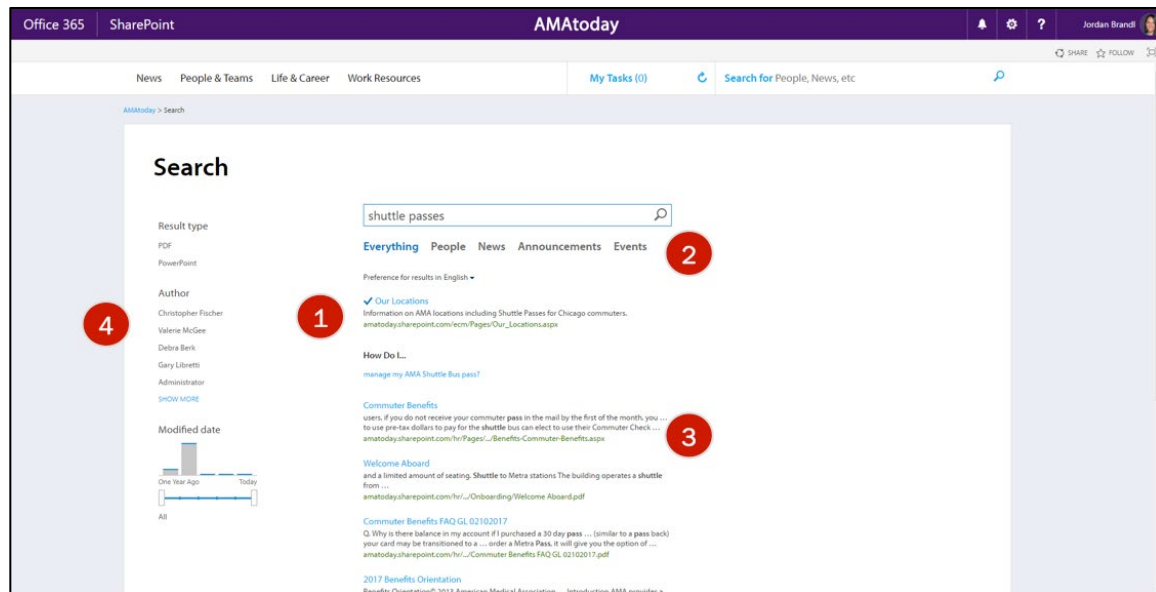 Office 365 SharePoint AMAtoday ? Jordan Brandl
SHARE FOLLOW
News People & Teams Life & Career Work Resources My Tasks (0) Search for People, News, etc
AMAtoday > Search
Search
shuttle passes
Everything People News Announcements Events
2
Preference for results in English
Result type
PDF
PowerPoint
Author
Christopher Fischer
Valerie McGee
Debra Berk
Gary Libretti
Administrator
SHOW MORE
4
Modified date
One Year Ago Today
All
1
Our Locations
Information on AMA locations including Shuttle Passes for Chicago commuters.
amatoday.sharepoint.com/ecm/Pages/Our_Locations.aspx
How Do I...
manage my AMA Shuttle Bus pass?
Commuter Benefits
users, if you do not receive your commuter pass in the mail by the first of the month, you ...
to use pre-tax dollars to pay for the shuttle bus can elect to use their Commuter Check ...
amatoday.sharepoint.com/hr/Pages/.../Benefits-Commuter-Benefits.aspx
3
Welcome Aboard
and a limited amount of seating. Shuttle to Metra stations The building operates a shuttle
from ...
amatoday.sharepoint.com/hr/.../Onboarding/Welcome Aboard.pdf
Commuter Benefits FAQ GL 02102017
Q. Why is there balance in my account if I purchased a 30 day pass ... (similar to a pass back)
your card may be transitioned to a ... order a Metra Pass, it will give you the option of ...
amatoday.sharepoint.com/hr/.../Commuter Benefits FAQ GL 02102017.pdf
2017 Benefits Orientation
Benefits Orientation© 2013 American Medical Association ... Introduction AMA provides a